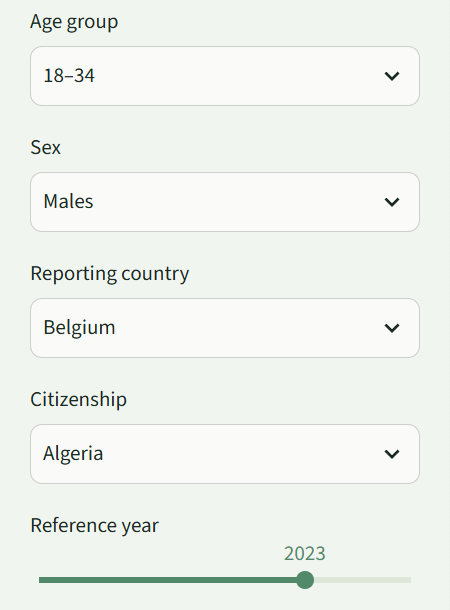 Age group
18–34
Sex
Males
Reporting country
Belgium
Citizenship
Algeria
Reference year
2023